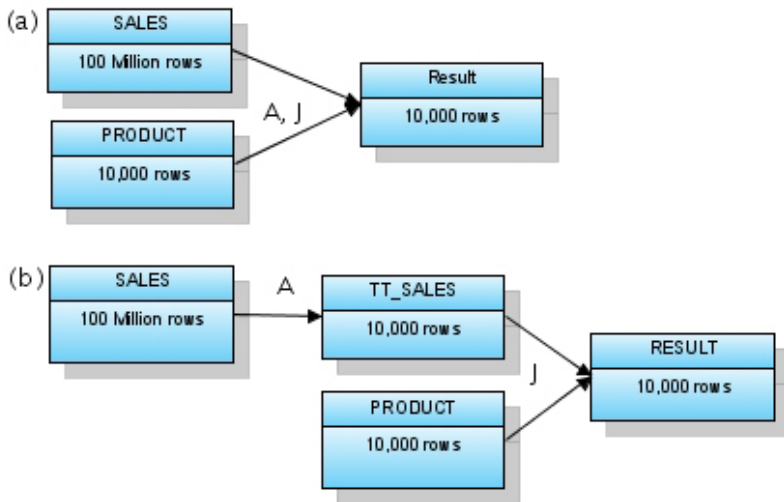 (a)
SALES
100 Million rows
PRODUCT
10,000 rows
A, J
Result
10,000 rows
(b)
SALES
100 Million rows
A
TT_SALES
10,000 rows
PRODUCT
10,000 rows
J
RESULT
10,000 rows